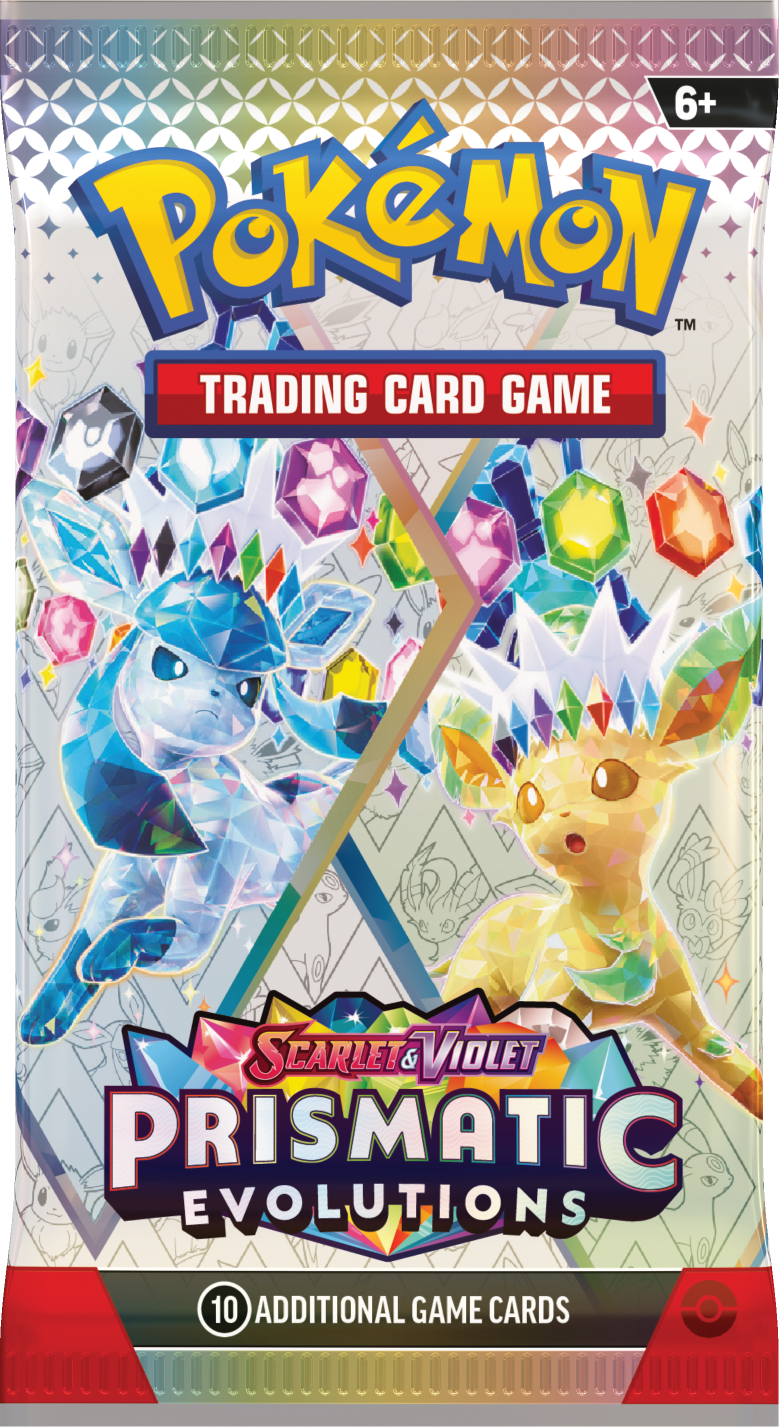 6+
POKéMON
TM
TRADING CARD GAME
SCARLET & VIOLET
PRISMATIC
EVOLUTIONS
10 ADDITIONAL GAME CARDS